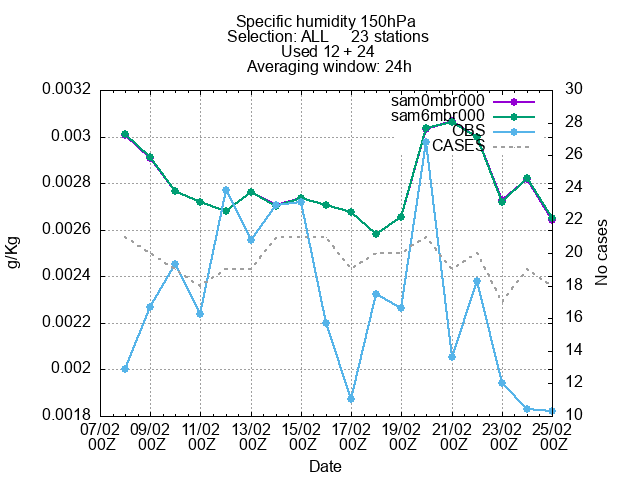 Specific humidity 150hPa
Selection: ALL 23 stations
Used 12 + 24
Averaging window: 24h
sam0mbr000
sam6mbr000
OBS
CASES
0.0032
0.003
0.0028
0.0026
0.0024
0.0022
0.002
0.0018
g/Kg
30
28
26
24
22
20
18
16
14
12
10
No cases
07/02 09/02 11/02 13/02 15/02 17/02 19/02 21/02 23/02 25/02
00Z 00Z 00Z 00Z 00Z 00Z 00Z 00Z 00Z 00Z
Date